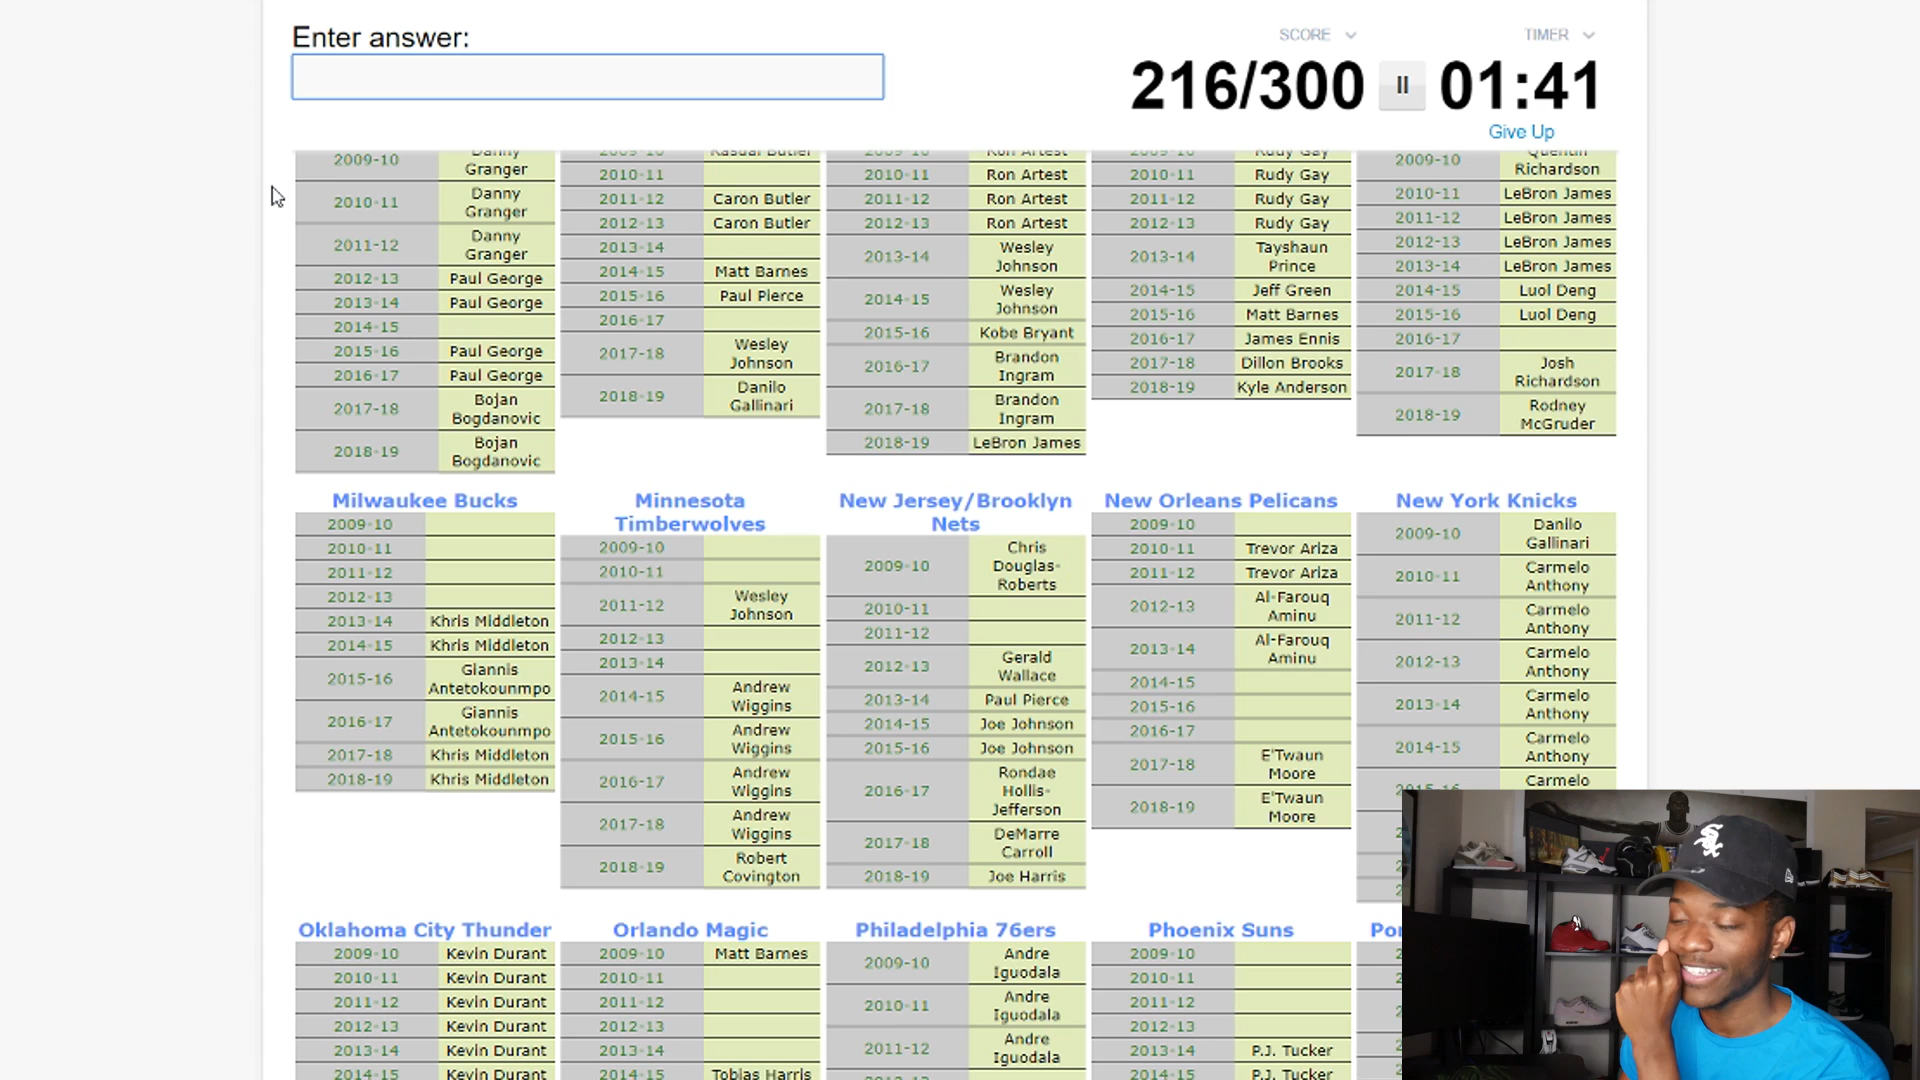 Enter answer:
SCORE
TIMER
216/300
01:41
Give Up
2009-10 Danny
Granger
2010-11 Danny
Granger
2011-12 Danny
Granger
2012-13 Paul George
2013-14 Paul George
2014-15
2015-16 Paul George
2016-17 Paul George
2017-18 Bojan
Bogdanovic
2018-19 Bojan
Bogdanovic
2009-10 Rasual Butler
2010-11
2011-12 Caron Butler
2012-13 Caron Butler
2013-14
2014-15 Matt Barnes
2015-16 Paul Pierce
2016-17
2017-18 Wesley
Johnson
2018-19 Danilo
Gallinari
2009-10 Ron Artest
2010-11 Ron Artest
2011-12 Ron Artest
2012-13 Ron Artest
2013-14 Wesley
Johnson
2014-15 Wesley
Johnson
2015-16 Kobe Bryant
2016-17 Brandon
Ingram
2017-18 Brandon
Ingram
2018-19 LeBron James
2009-10 Rudy Gay
2010-11 Rudy Gay
2011-12 Rudy Gay
2012-13 Rudy Gay
2013-14 Tayshaun
Prince
2014-15 Jeff Green
2015-16 Matt Barnes
2016-17 James Ennis
2017-18 Dillon Brooks
2018-19 Kyle Anderson
2009-10 Quentin
Richardson
2010-11 LeBron James
2011-12 LeBron James
2012-13 LeBron James
2013-14 LeBron James
2014-15 Luol Deng
2015-16 Luol Deng
2016-17
2017-18 Josh
Richardson
2018-19 Rodney
McGruder
Milwaukee Bucks
2009-10
2010-11
2011-12
2012-13
2013-14 Khris Middleton
2014-15 Khris Middleton
2015-16 Giannis
Antetokounmpo
2016-17 Giannis
Antetokounmpo
2017-18 Khris Middleton
2018-19 Khris Middleton
Minnesota
Timberwolves
2009-10
2010-11
2011-12 Wesley
Johnson
2012-13
2013-14
2014-15 Andrew
Wiggins
2015-16 Andrew
Wiggins
2016-17 Andrew
Wiggins
2017-18 Andrew
Wiggins
2018-19 Robert
Covington
New Jersey/Brooklyn
Nets
2009-10 Chris
Douglas-
Roberts
2010-11
2011-12
2012-13 Gerald
Wallace
2013-14 Paul Pierce
2014-15 Joe Johnson
2015-16 Joe Johnson
2016-17 Rondae
Hollis-
Jefferson
2017-18 DeMarre
Carroll
2018-19 Joe Harris
New Orleans Pelicans
2009-10
2010-11 Trevor Ariza
2011-12 Trevor Ariza
2012-13 Al-Farouq
Aminu
2013-14 Al-Farouq
Aminu
2014-15
2015-16
2016-17
2017-18 E'Twaun
Moore
2018-19 E'Twaun
Moore
New York Knicks
2009-10 Danilo
Gallinari
2010-11 Carmelo
Anthony
2011-12 Carmelo
Anthony
2012-13 Carmelo
Anthony
2013-14 Carmelo
Anthony
2014-15 Carmelo
Anthony
2015-16 Carmelo
Oklahoma City Thunder
2009-10 Kevin Durant
2010-11 Kevin Durant
2011-12 Kevin Durant
2012-13 Kevin Durant
2013-14 Kevin Durant
2014-15 Kevin Durant
Orlando Magic
2009-10 Matt Barnes
2010-11
2011-12
2012-13
2013-14
2014-15 Tobias Harris
Philadelphia 76ers
2009-10 Andre
Iguodala
2010-11 Andre
Iguodala
2011-12 Andre
Iguodala
Phoenix Suns
2009-10
2010-11
2011-12
2012-13
2013-14 P.J. Tucker
2014-15 P.J. Tucker